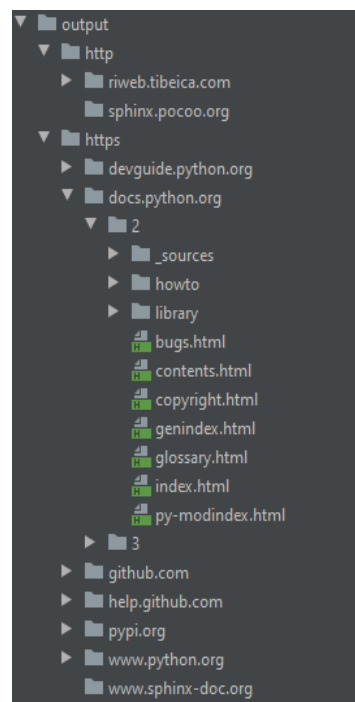 output
http
riweb.tibeica.com
sphinx.pocoo.org
https
devguide.python.org
docs.python.org
2
_sources
howto
library
bugs.html
contents.html
copyright.html
genindex.html
glossary.html
index.html
py-modindex.html
3
github.com
help.github.com
pypi.org
www.python.org
www.sphinx-doc.org